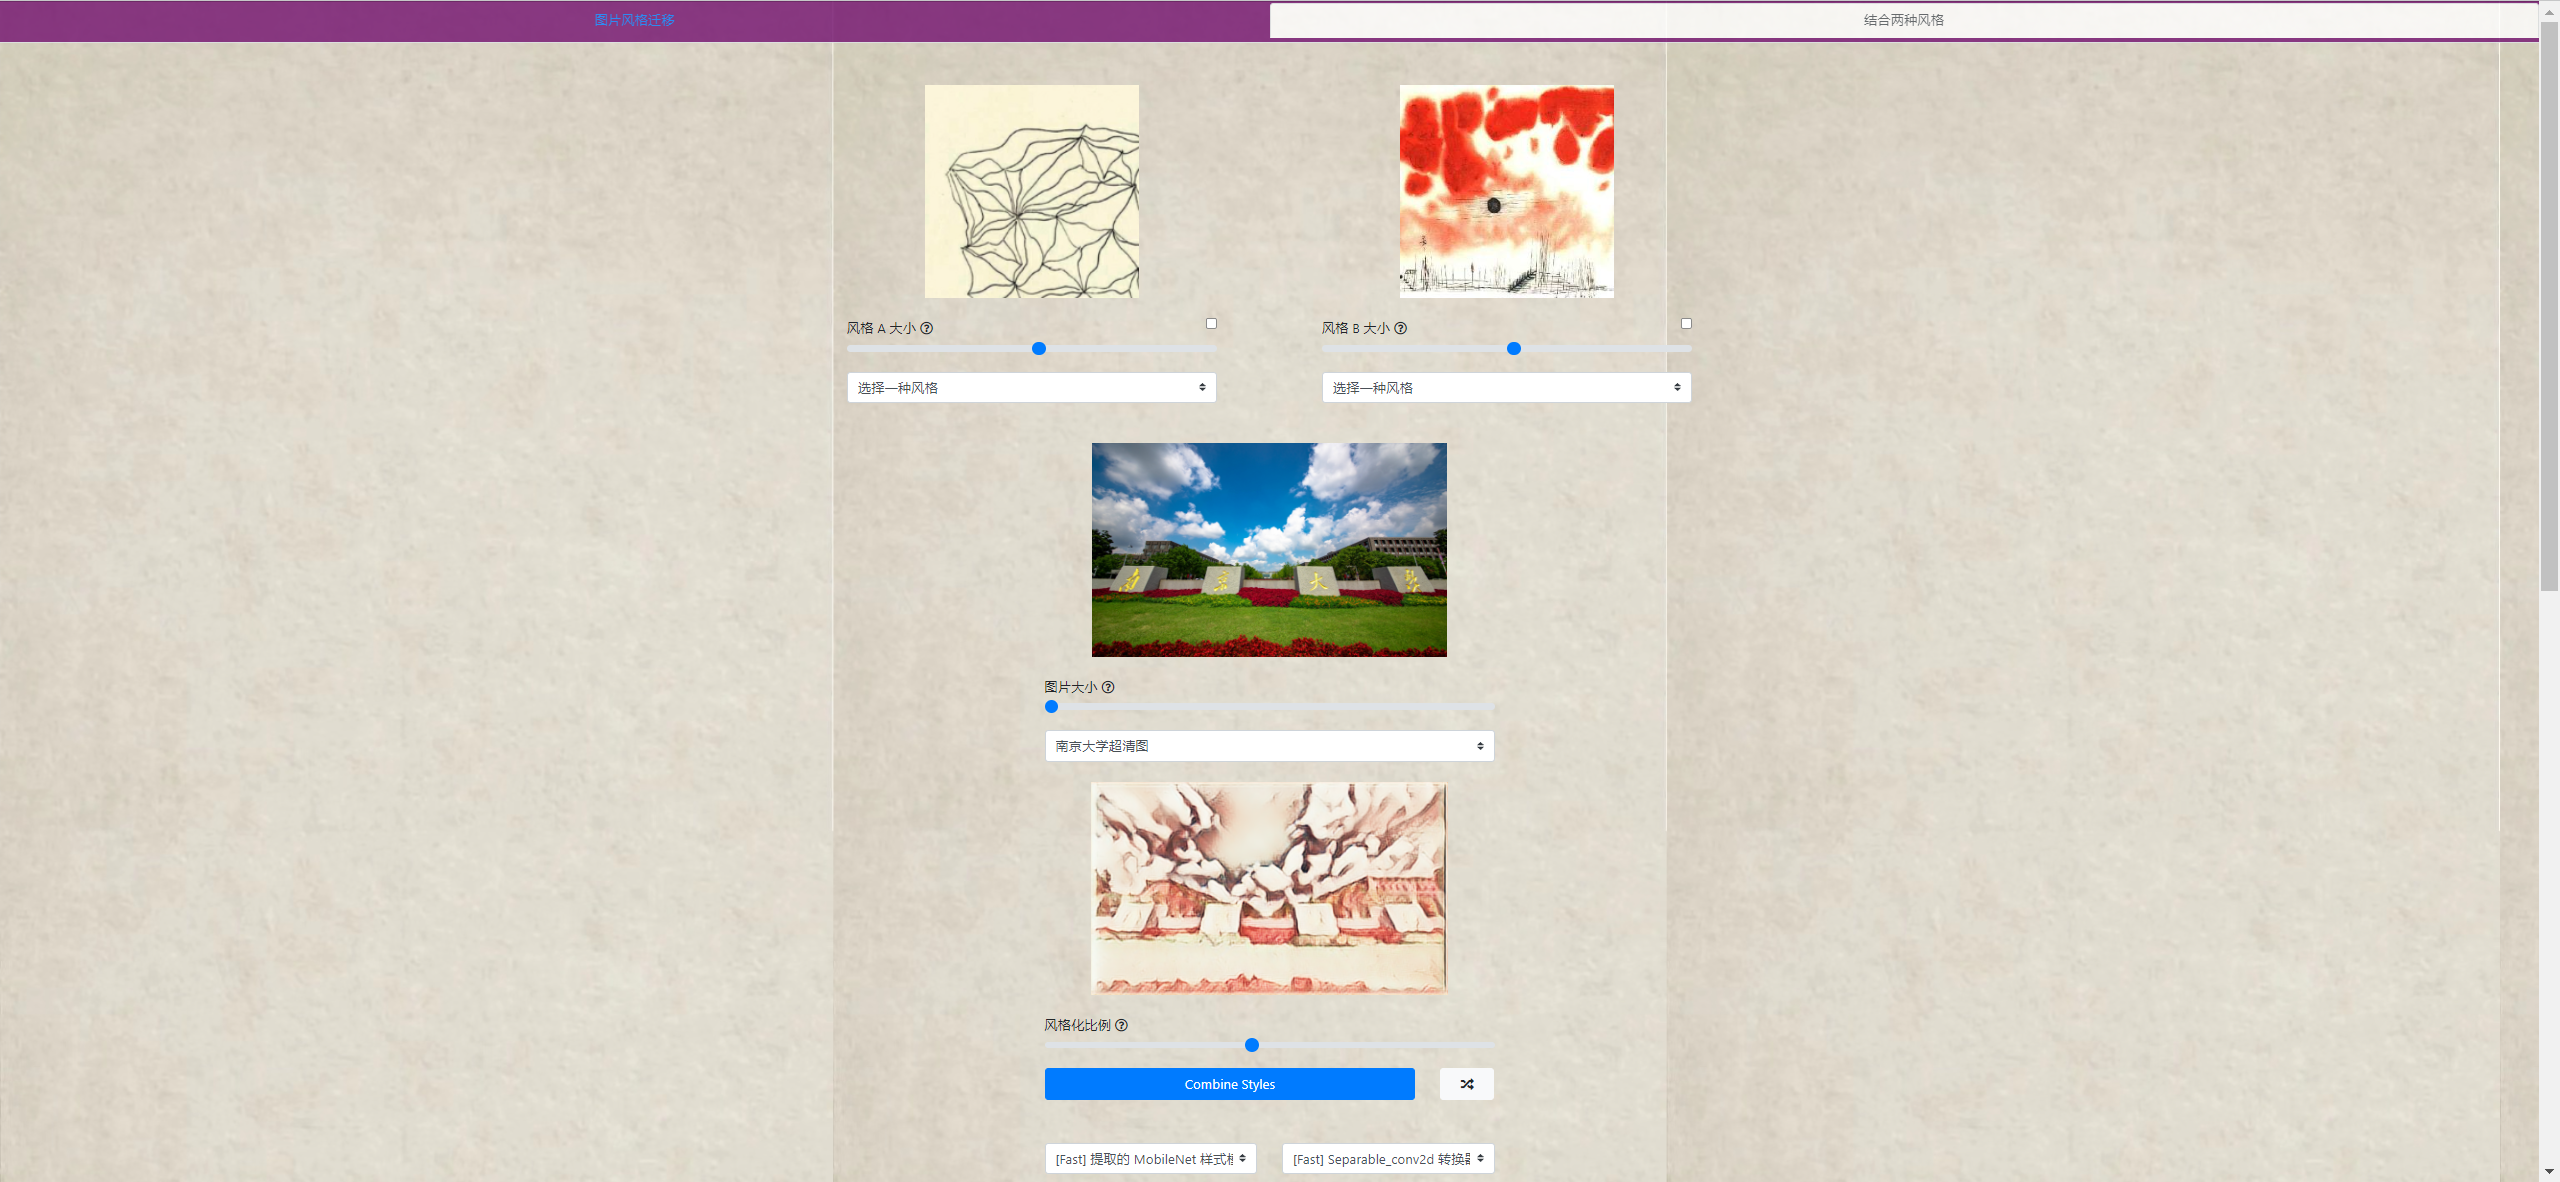 图片风格迁移
结合两种风格
风格 A 大小
风格 B 大小
选择一种风格
选择一种风格
南京大学
图片大小
南京大学超清图
风格化比例
Combine Styles
[Fast] 提取的 MobileNet 样式
[Fast] Separable_conv2d 转换